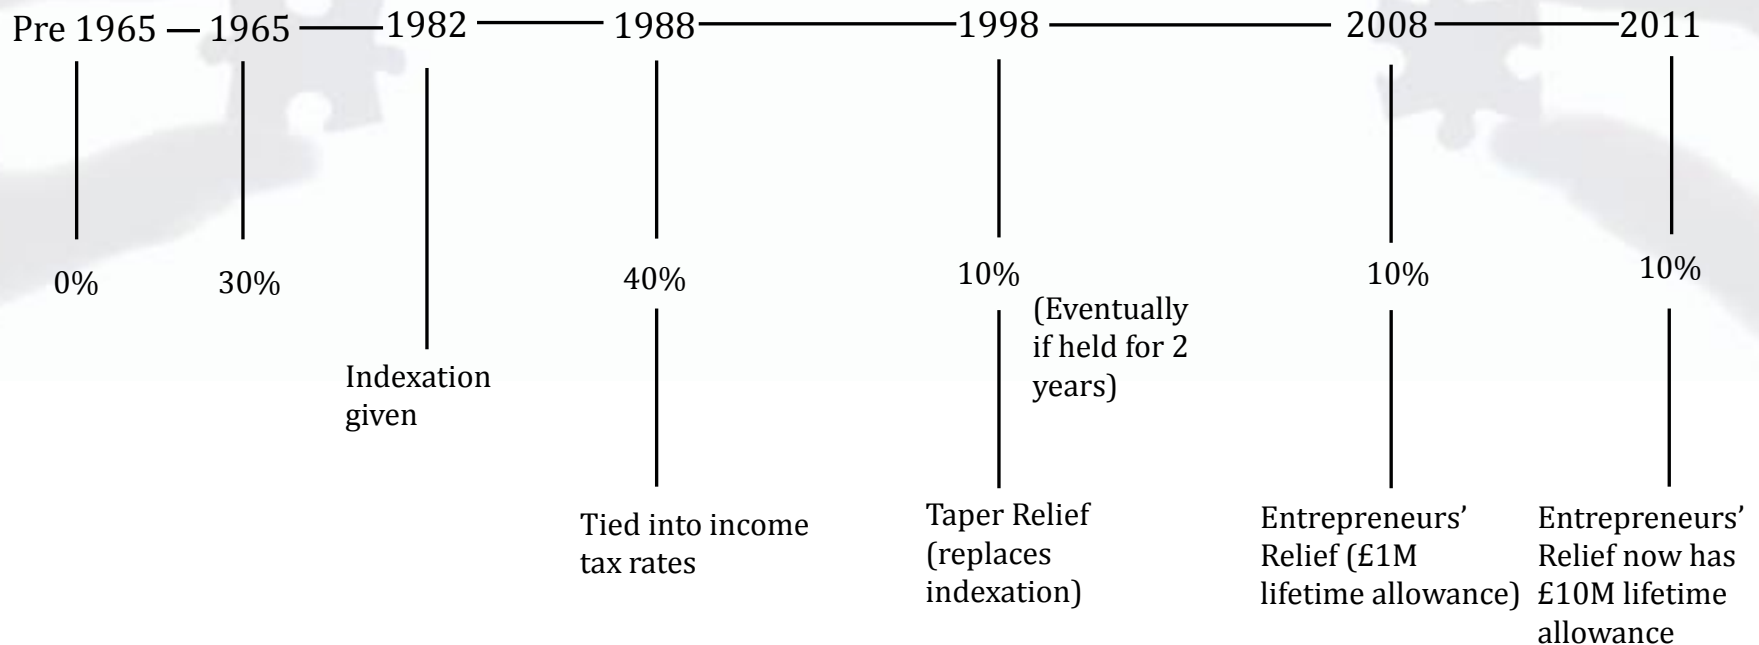 Pre 1965
1965
1982
1988
1998
2008
2011
0%
30%
40%
10%
10%
10%
(Eventually
if held for 2
years)
Indexation
given
Tied into income
tax rates
Taper Relief
(replaces
indexation)
Entrepreneurs’
Relief (£1M
lifetime allowance)
Entrepreneurs’
Relief now has
£10M lifetime
allowance